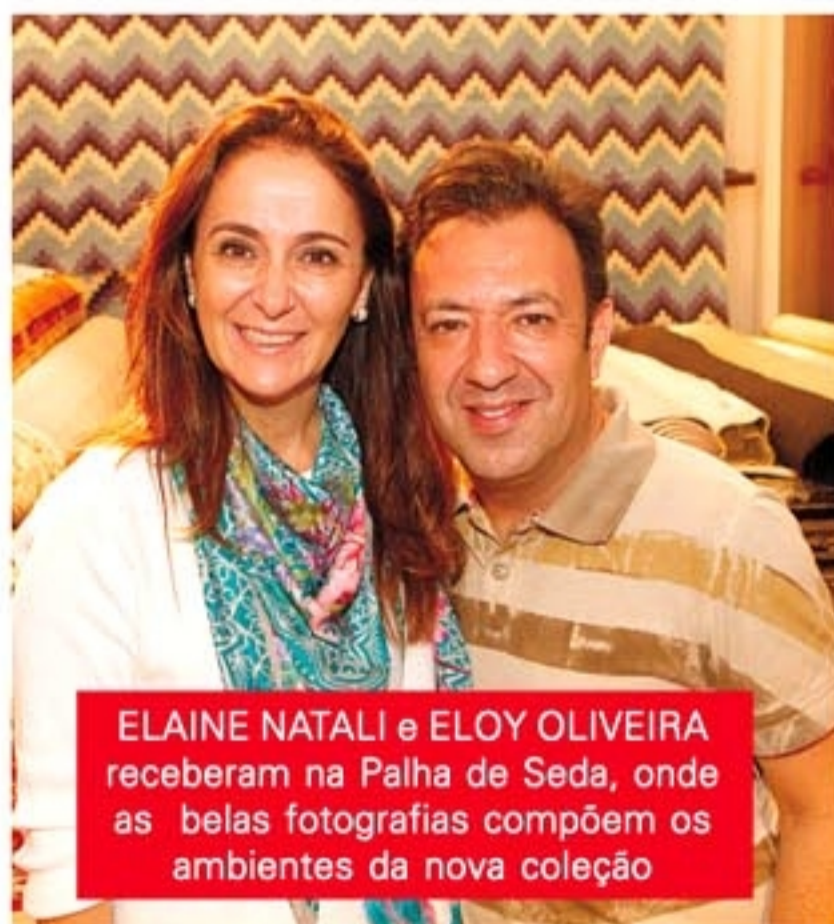 ELAINE NATALI e ELOY OLIVEIRA
receberam na Palha de Seda, onde
as belas fotografias compõem os
ambientes da nova coleção